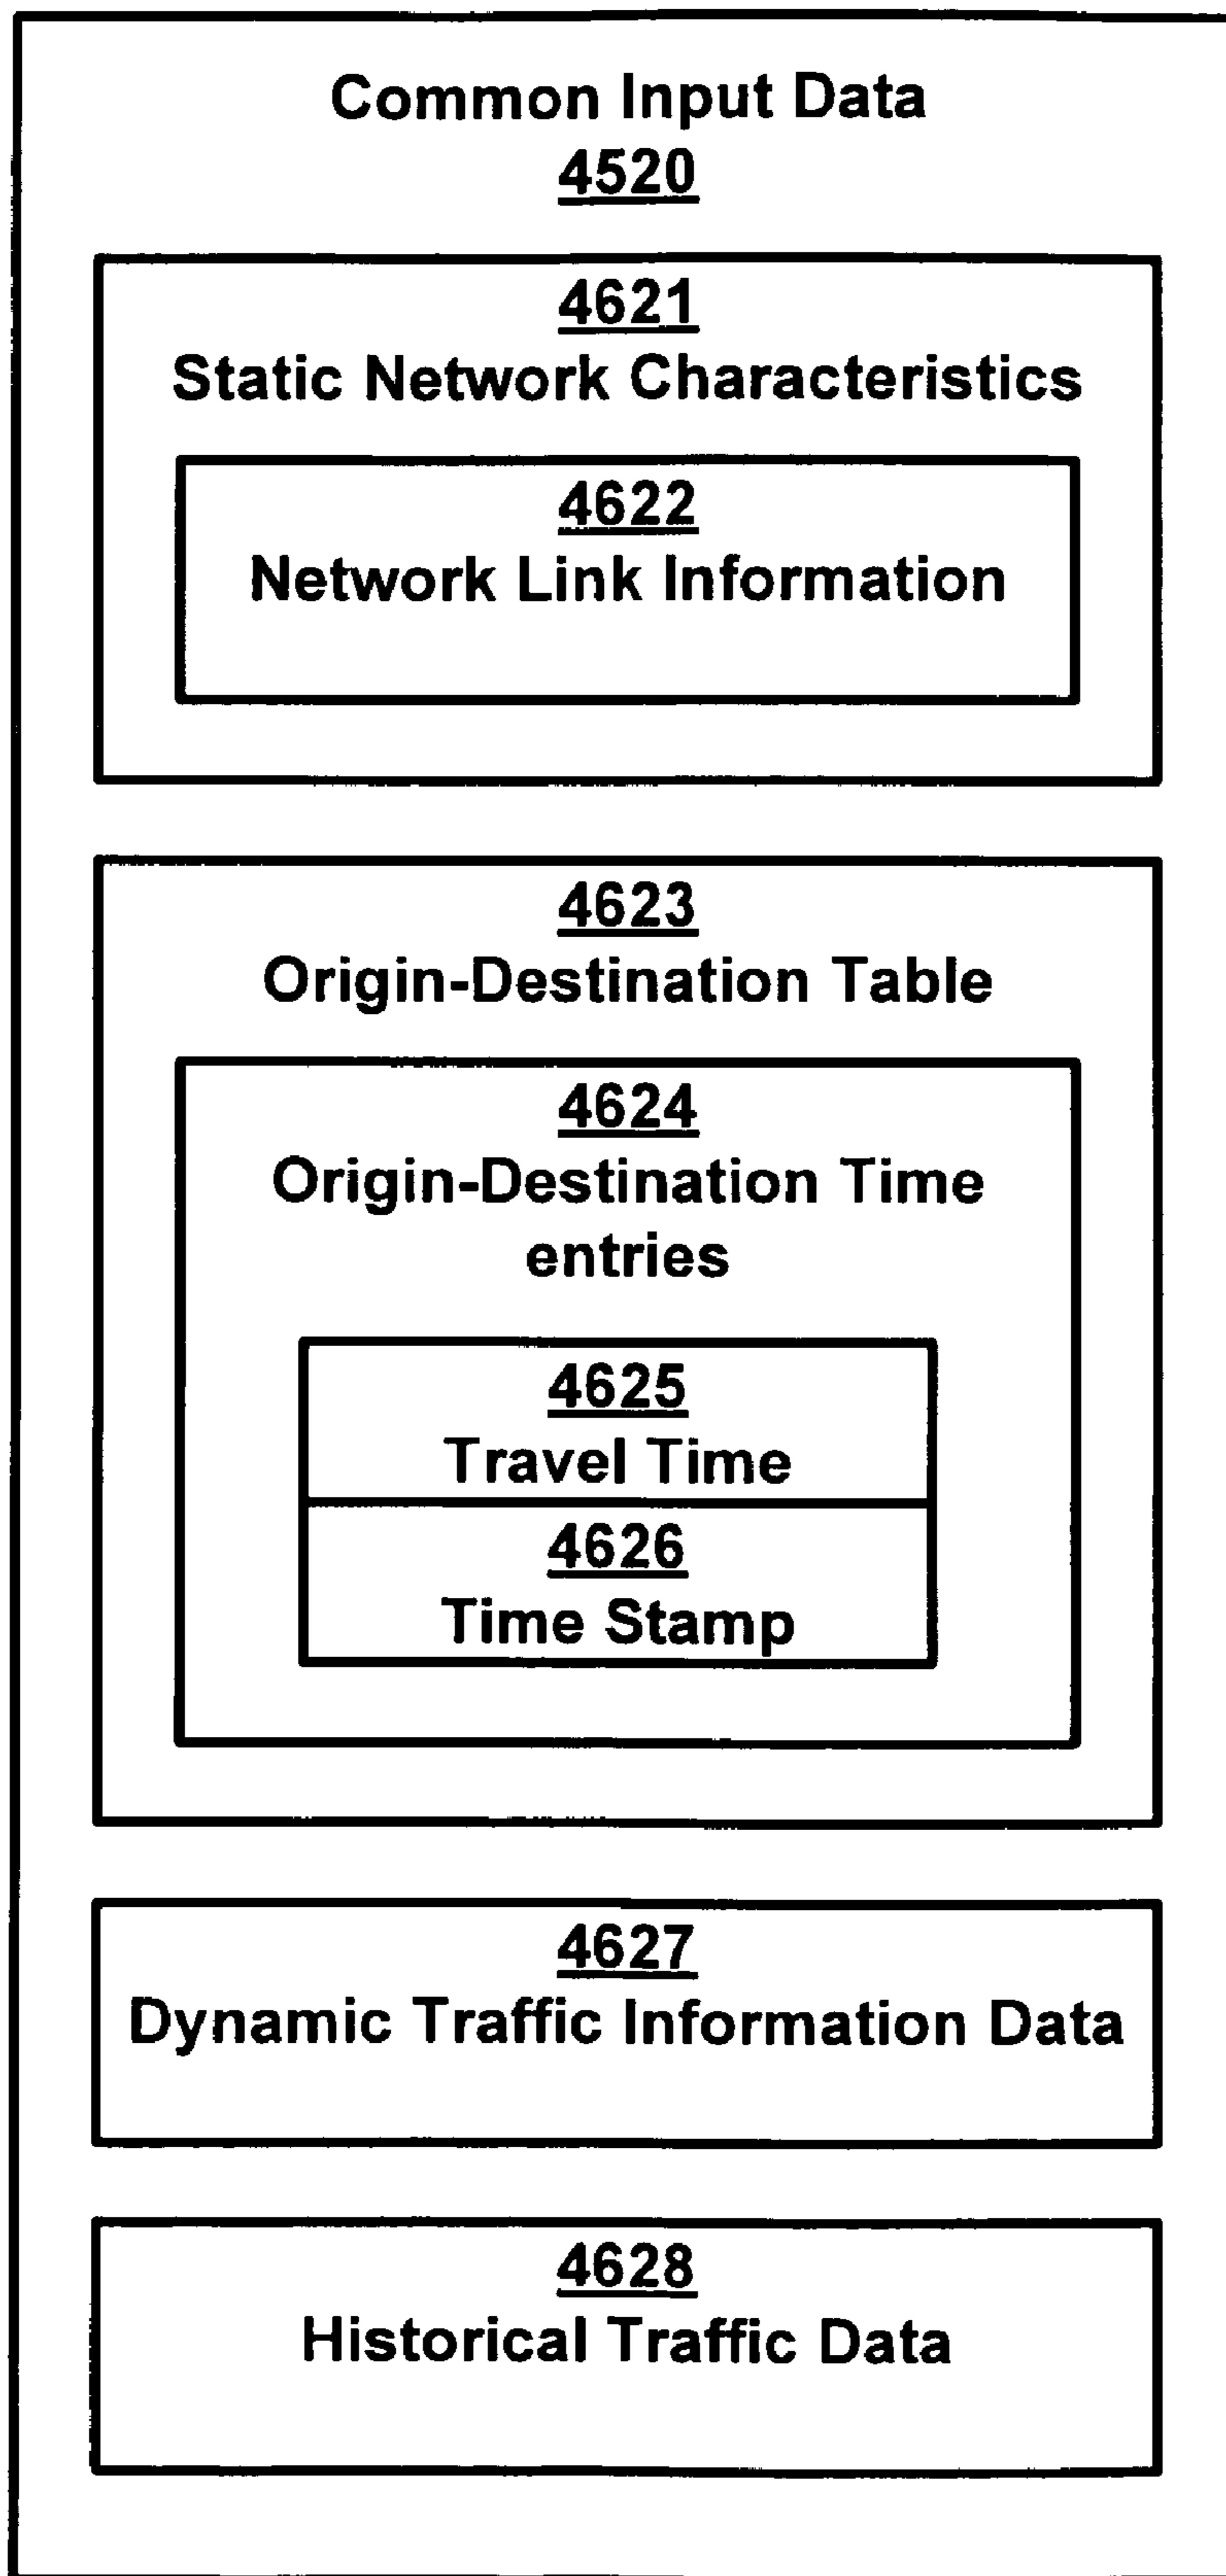 Common Input Data
4520
4621
Static Network Characteristics
4622
Network Link Information
4623
Origin-Destination Table
4624
Origin-Destination Time
entries
4625
Travel Time
4626
Time Stamp
4627
Dynamic Traffic Information Data
4628
Historical Traffic Data